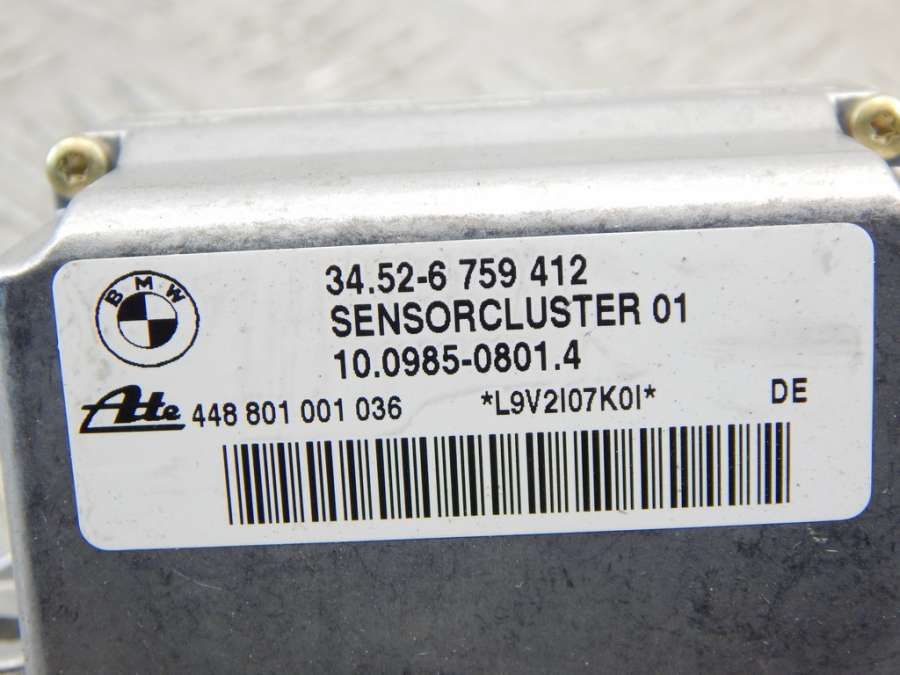 BMW
34.52-6 759 412
SENSORCLUSTER 01
10.0985-0801.4
Ate 448 801 001 036 *L9V2I07K0I* DE